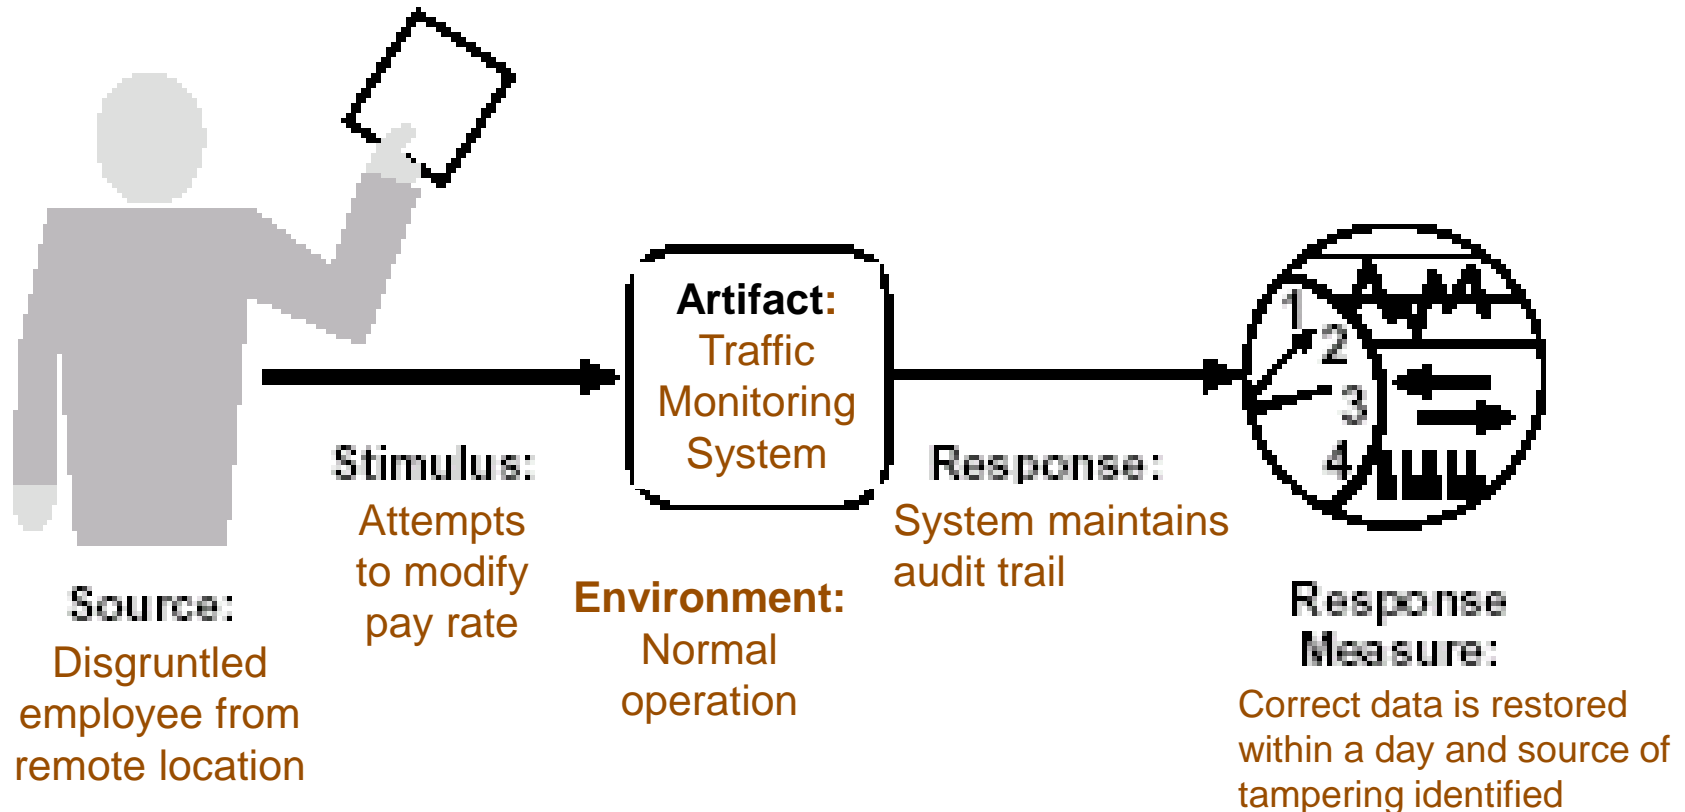 Source:
Disgruntled
employee from
remote location
Stimulus:
Attempts
to modify
pay rate
Artifact:
Traffic
Monitoring
System
Environment:
Normal
operation
Response:
System maintains
audit trail
1
2
3
4
Response
Measure:
Correct data is restored
within a day and source of
tampering identified